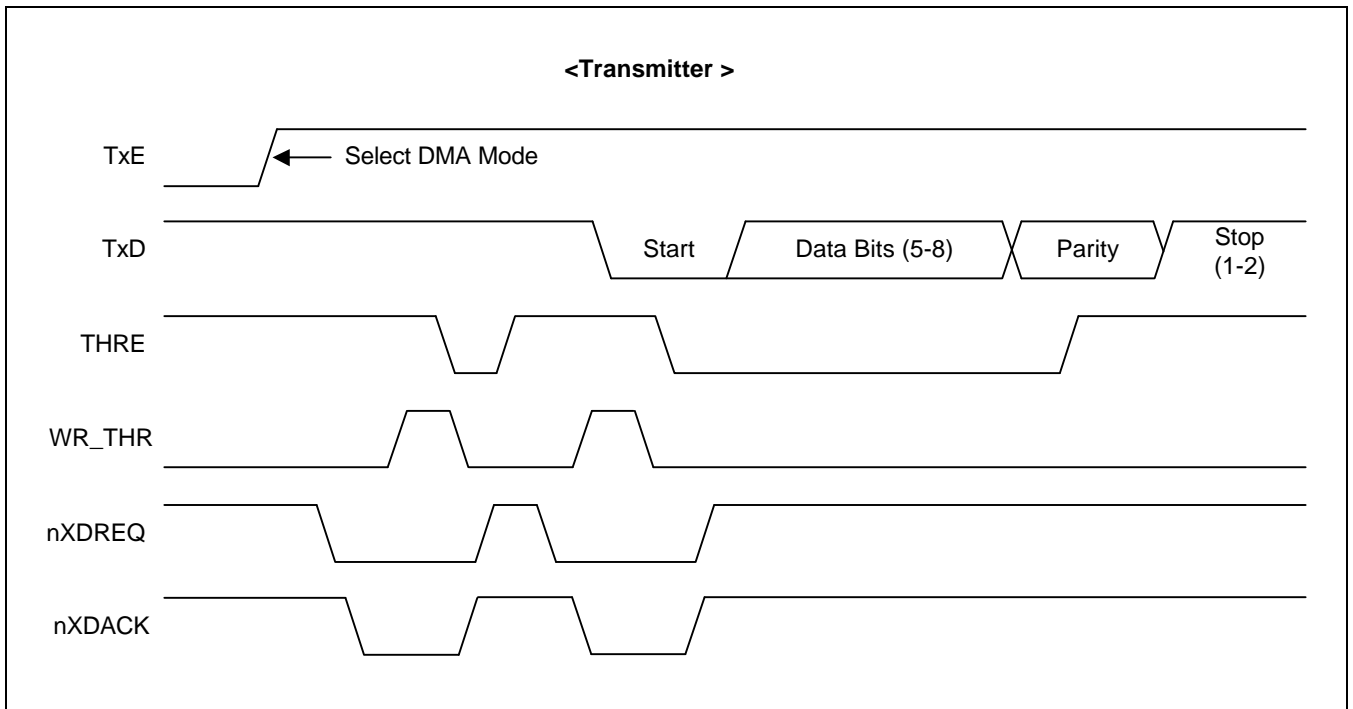 <Transmitter >
TxE
Select DMA Mode
TxD
Start
Data Bits (5-8)
Parity
Stop
(1-2)
THRE
WR_THR
nXDREQ
nXDACK